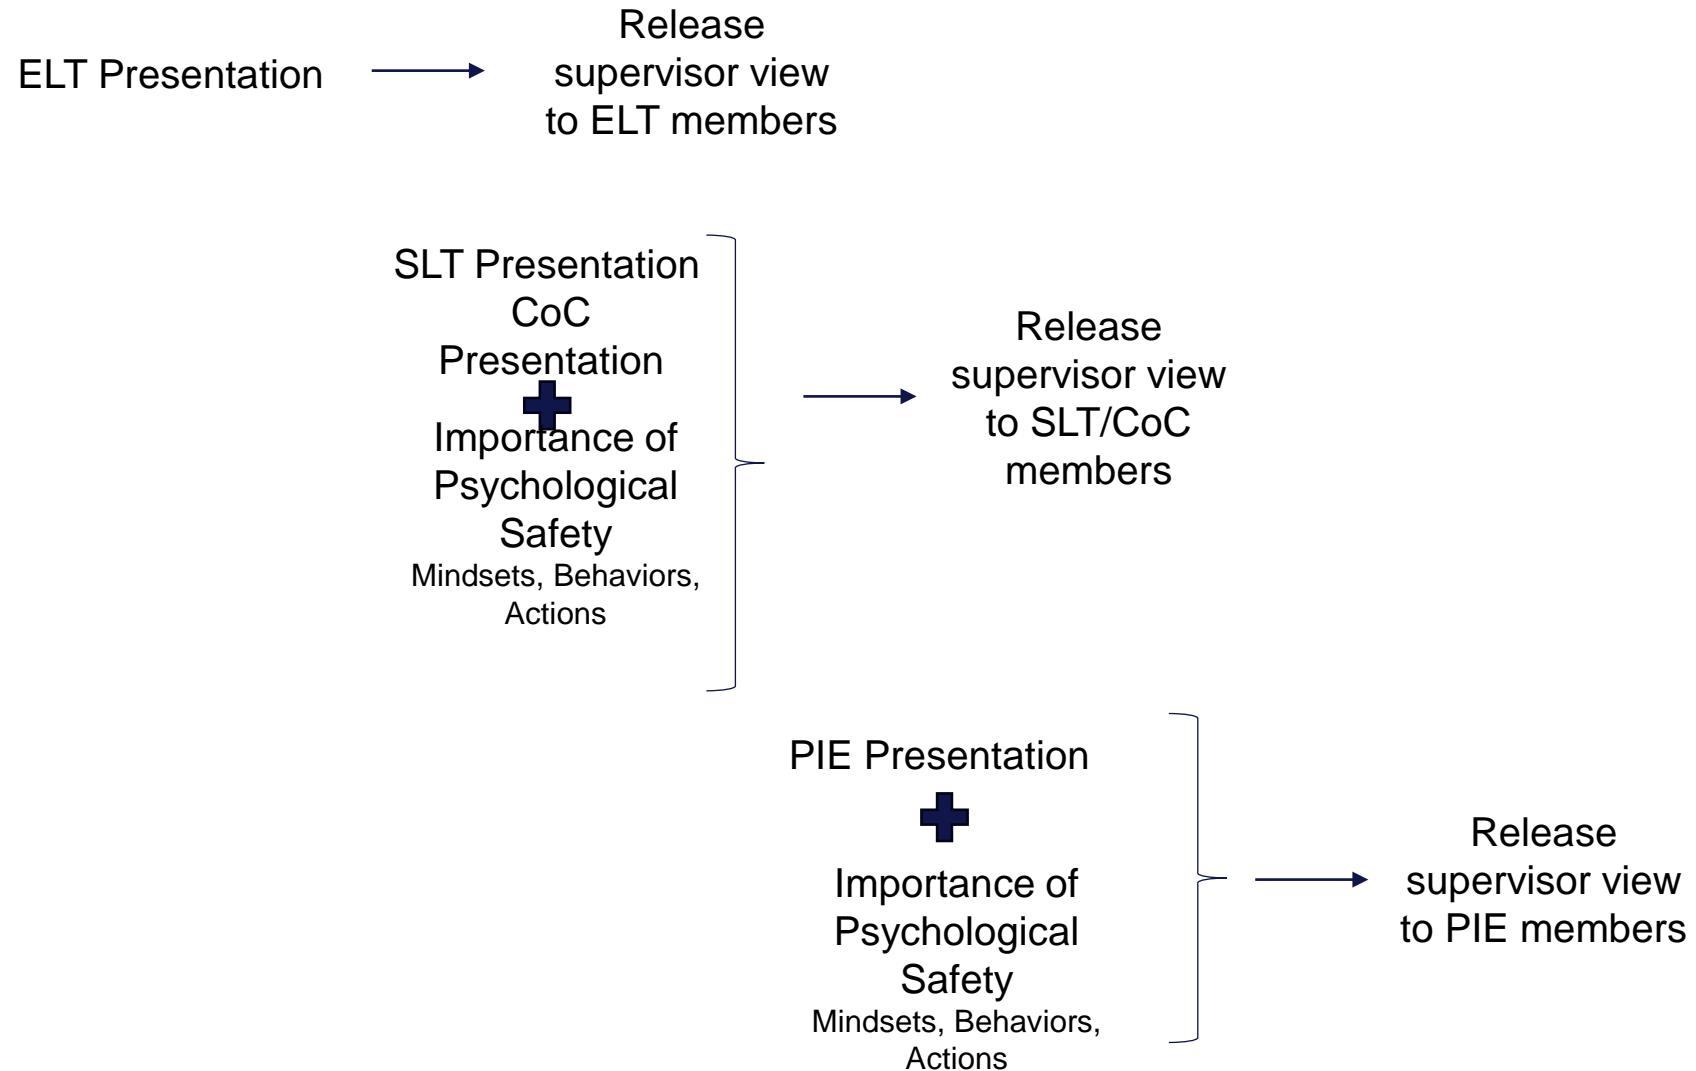 ELT Presentation
Release
supervisor view
to ELT members
SLT Presentation
CoC
Presentation
Importance of
Psychological
Safety
Mindsets, Behaviors,
Actions
Release
supervisor view
to SLT/CoC
members
PIE Presentation
Importance of
Psychological
Safety
Mindsets, Behaviors,
Actions
Release
supervisor view
to PIE members